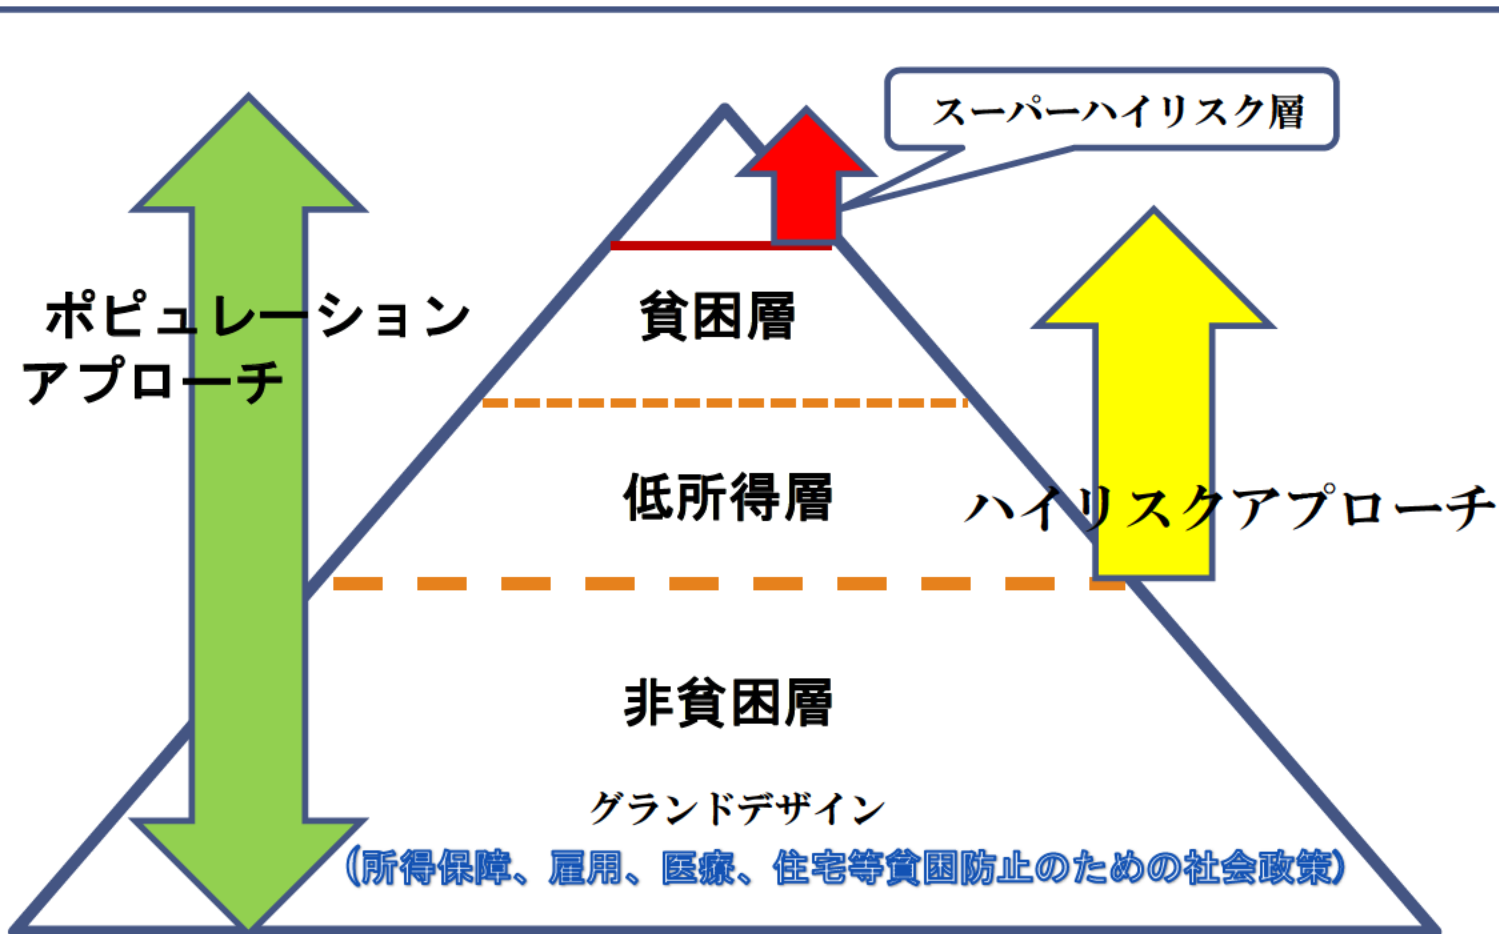 スーパーハイリスク層
ポピュレーション
アプローチ
貧困層
低所得層
ハイリスクアプローチ
非貧困層
グランドデザイン
(所得保障、雇用、医療、住宅等貧困防止のための社会政策)